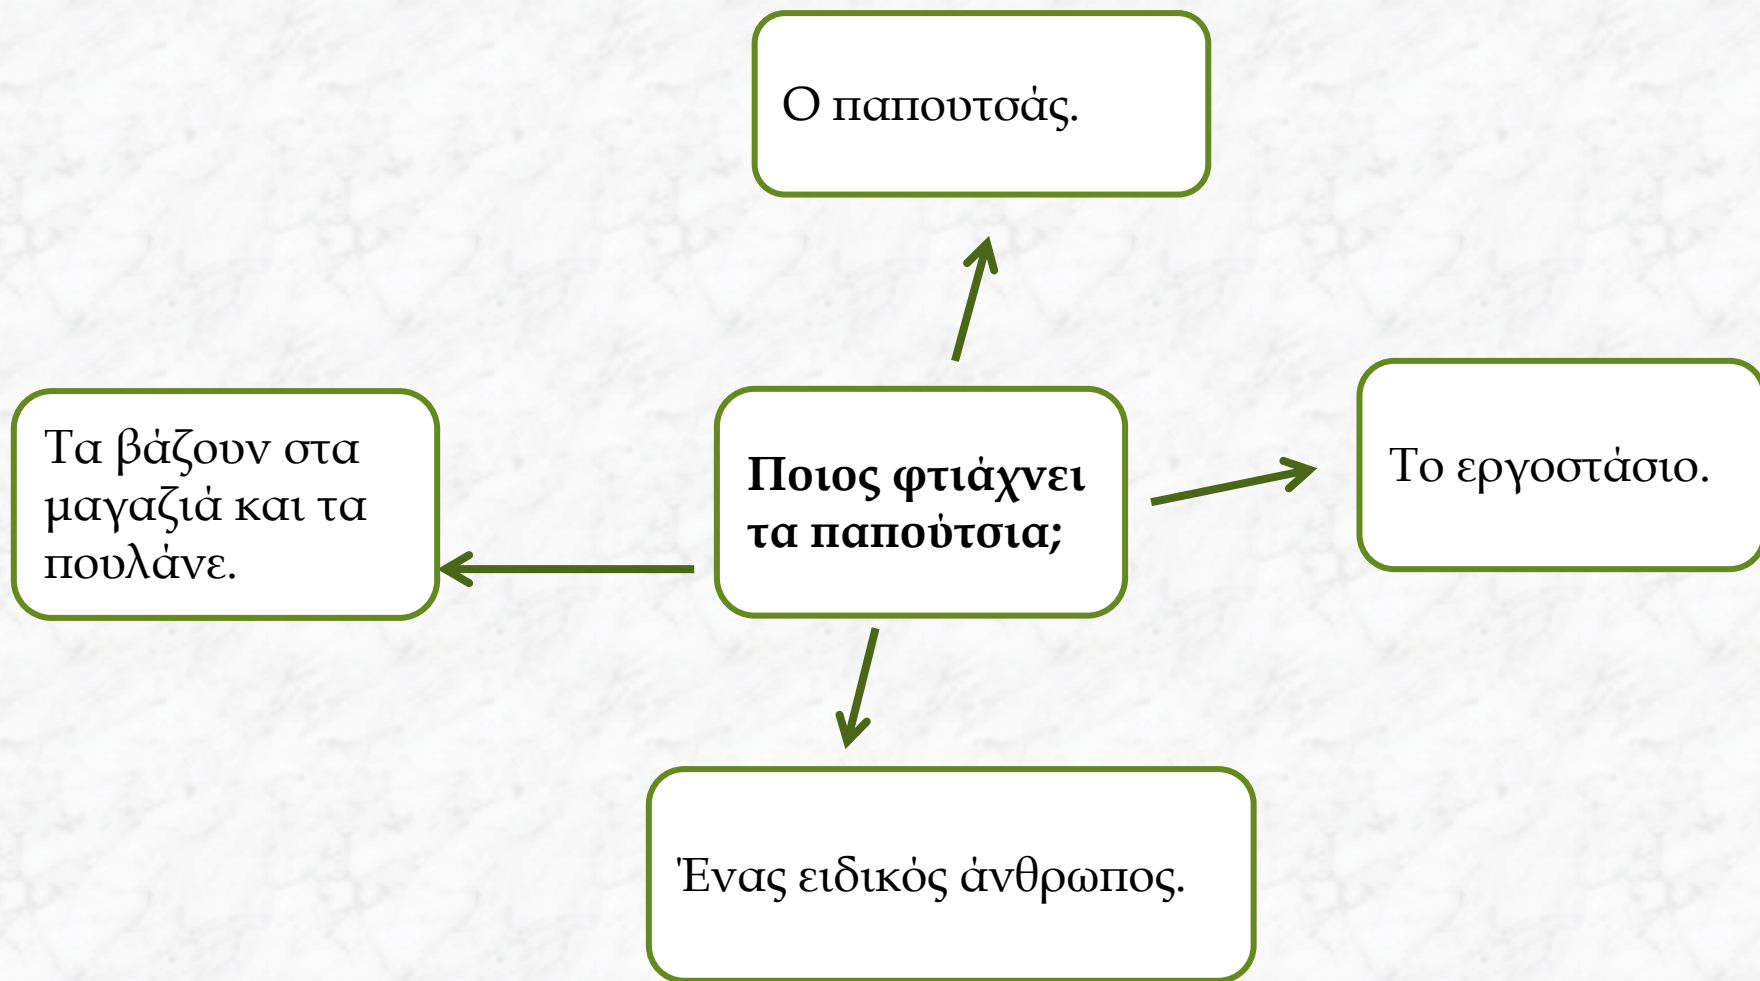 Ο παπουτσάς.
Τα βάζουν στα
μαγαζιά και τα
πουλάνε.
Ποιος φτιάχνει
τα παπούτσια;
Το εργοστάσιο.
Ένας ειδικός άνθρωπος.